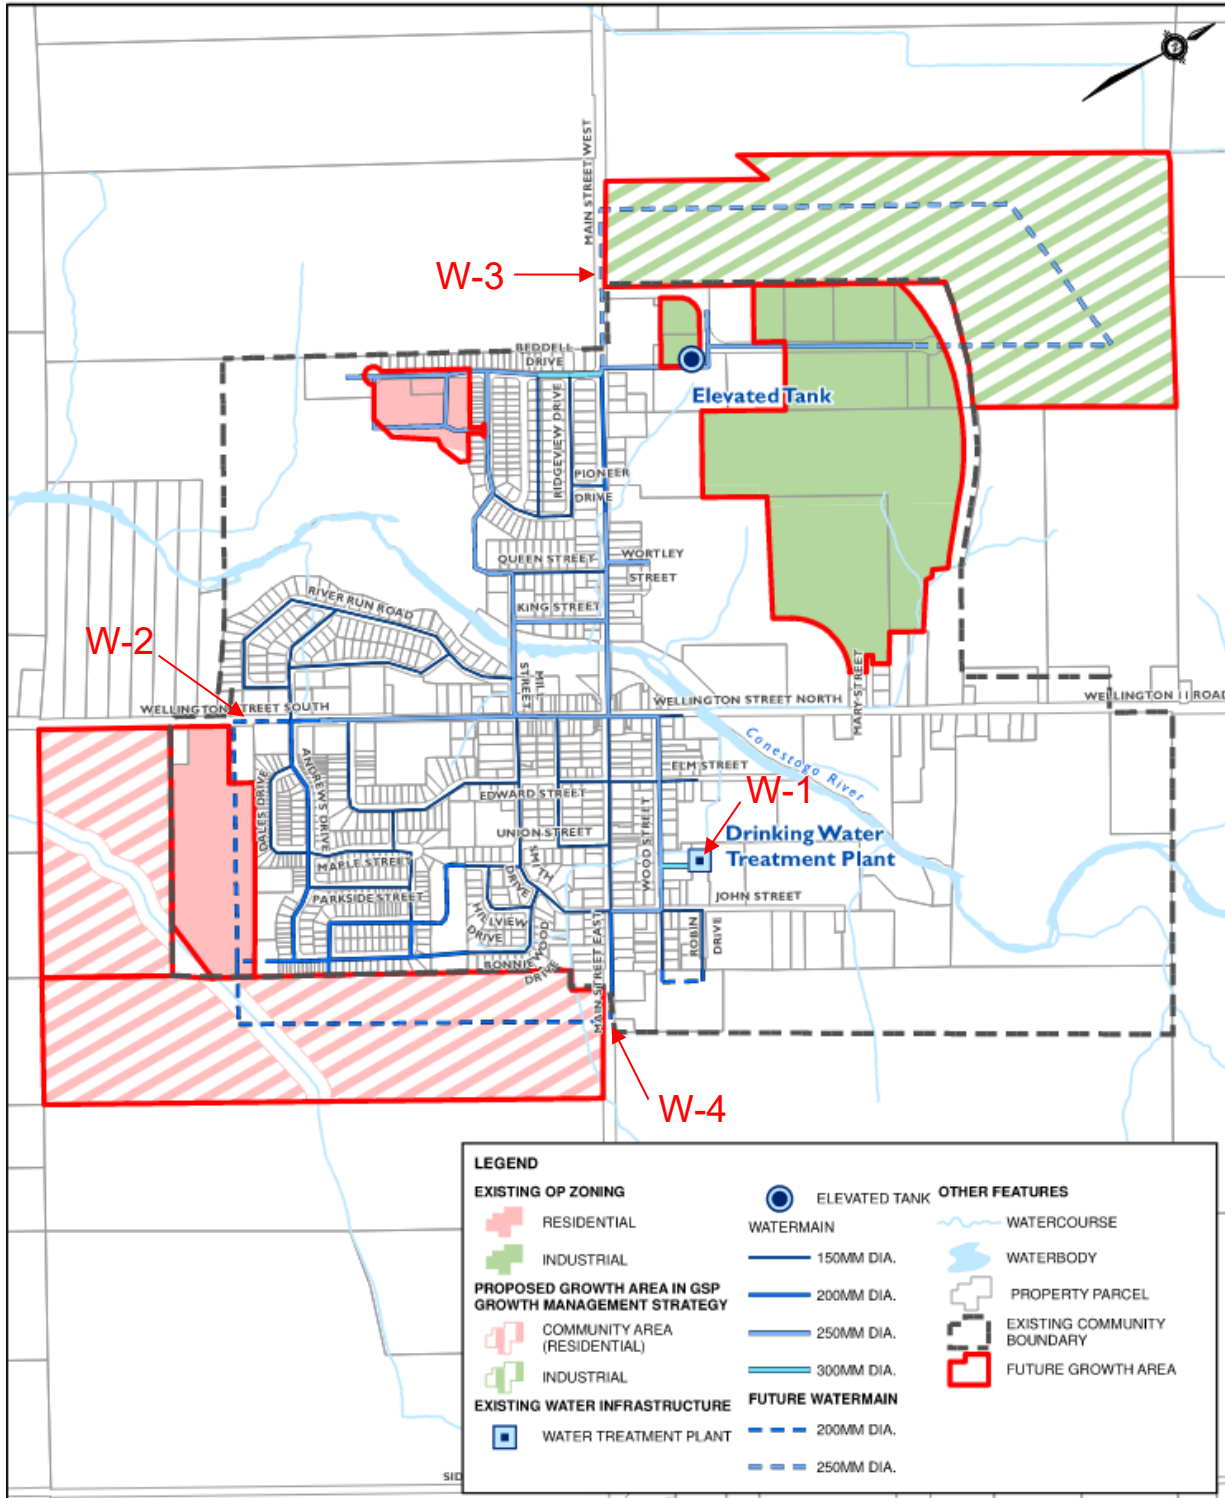 MAIN STREET WEST
W-3
BEDDELL
DRIVE
Elevated Tank
RIDGEVIEW DRIVE
PIONEER
DRIVE
QUEEN STREET
WORTLEY
STREET
KING STREET
RIVER RUN ROAD
W-2
MILL
STREET
MARY STREET
WELLINGTON STREET SOUTH
WELLINGTON STREET NORTH
WELLINGTON 11 ROAD
Conestogo River
DALES DRIVE
ANDREWS DRIVE
ELM STREET
EDWARD STREET
W-1
UNION STREET
WOOD STREET
Drinking Water
Treatment Plant
SMITH
DRIVE
MAPLE STREET
PARKSIDE STREET
JOHN STREET
HILLVIEW
DRIVE
ROBIN
DRIVE
BONNIEWOOD
DRIVE
MAIN STREET EAST
W-4
LEGEND
EXISTING OP ZONING
RESIDENTIAL
INDUSTRIAL
PROPOSED GROWTH AREA IN GSP
GROWTH MANAGEMENT STRATEGY
COMMUNITY AREA
(RESIDENTIAL)
INDUSTRIAL
EXISTING WATER INFRASTRUCTURE
WATER TREATMENT PLANT
ELEVATED TANK
WATERMAIN
150MM DIA.
200MM DIA.
250MM DIA.
300MM DIA.
FUTURE WATERMAIN
200MM DIA.
250MM DIA.
OTHER FEATURES
WATERCOURSE
WATERBODY
PROPERTY PARCEL
EXISTING COMMUNITY
BOUNDARY
FUTURE GROWTH AREA
SID